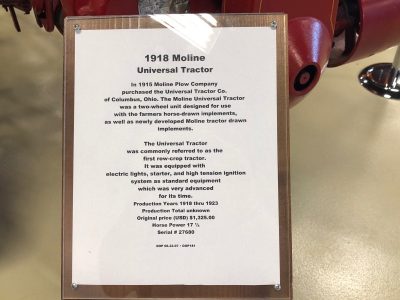 1918 Moline
Universal Tractor
In 1915 Moline Plow Company
purchased the Universal Tractor Co.
of Columbus, Ohio. The Moline Universal Tractor
was a two-wheel unit designed for use
with the farmers horse-drawn implements,
as well as newly developed Moline tractor drawn
implements.
The Universal Tractor
was commonly referred to as the
first row-crop tractor.
It was equipped with
electric lights, starter, and high tension ignition
system as standard equipment
which was very advanced
for its time.
Production Years 1918 thru 1923
Production Total unknown
Original price (USD) $1,325.00
Horse Power 17 ½
Serial # 27600